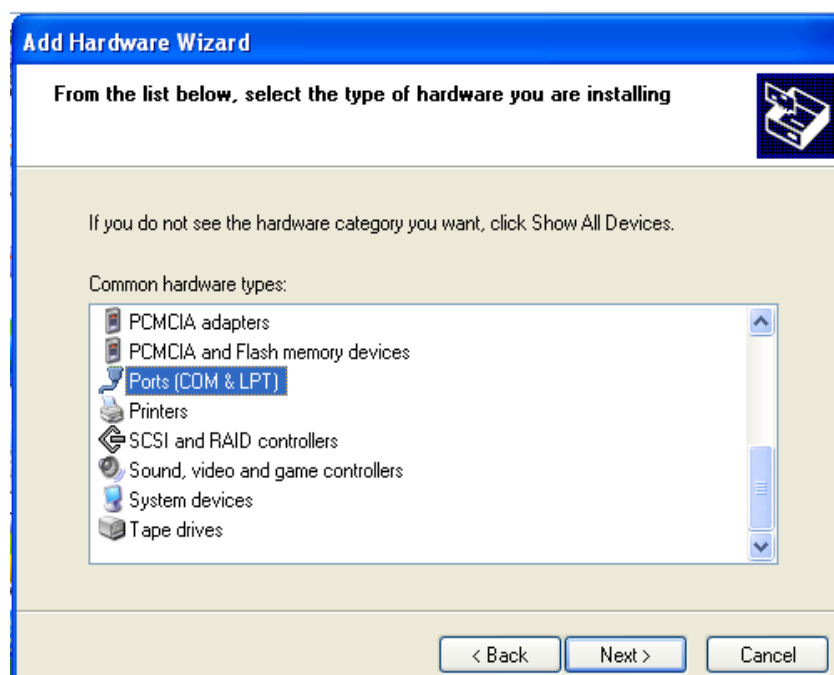 Add Hardware Wizard
From the list below, select the type of hardware you are installing
If you do not see the hardware category you want, click Show All Devices.
Common hardware types:
PCMCIA adapters
PCMCIA and Flash memory devices
Ports (COM & LPT)
Printers
SCSI and RAID controllers
Sound, video and game controllers
System devices
Tape drives
< Back
Next >
Cancel